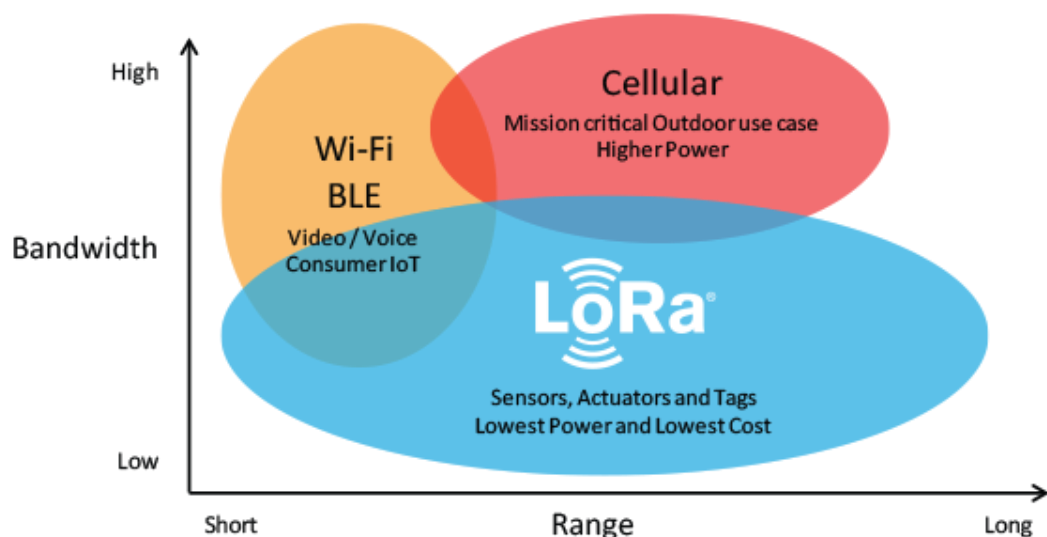 High
Cellular
Mission critical Outdoor use case
Higher Power
Wi-Fi
BLE
Video / Voice
Consumer IoT
Bandwidth
LoRa®
Sensors, Actuators and Tags
Lowest Power and Lowest Cost
Low
Short
Range
Long